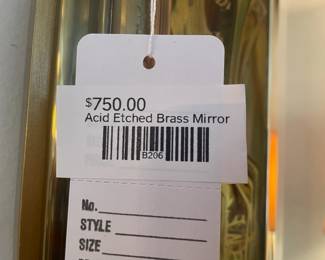 $750.00
Acid Etched Brass Mirror
B206
No.
STYLE
SIZE